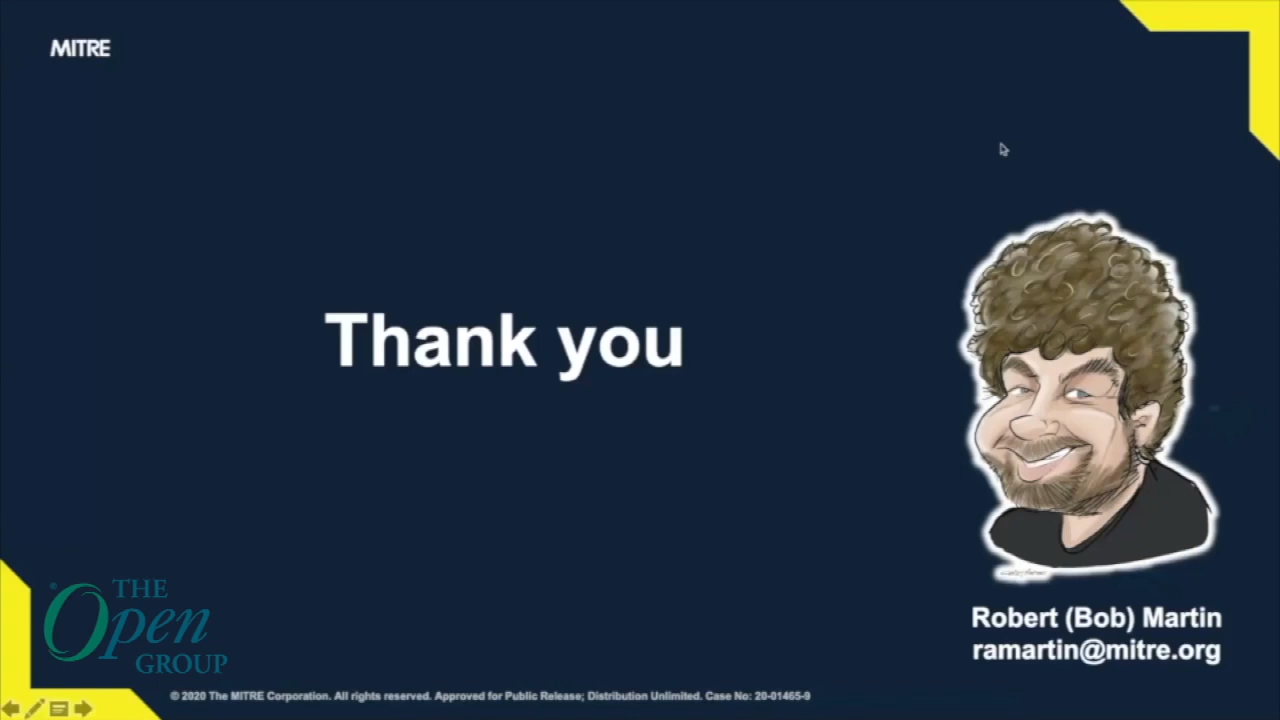 MITRE
Thank you
THE
Open
GROUP
Robert (Bob) Martin
ramartin@mitre.org
© 2020 The MITRE Corporation. All rights reserved. Approved for Public Release; Distribution Unlimited. Case No: 20-01465-9